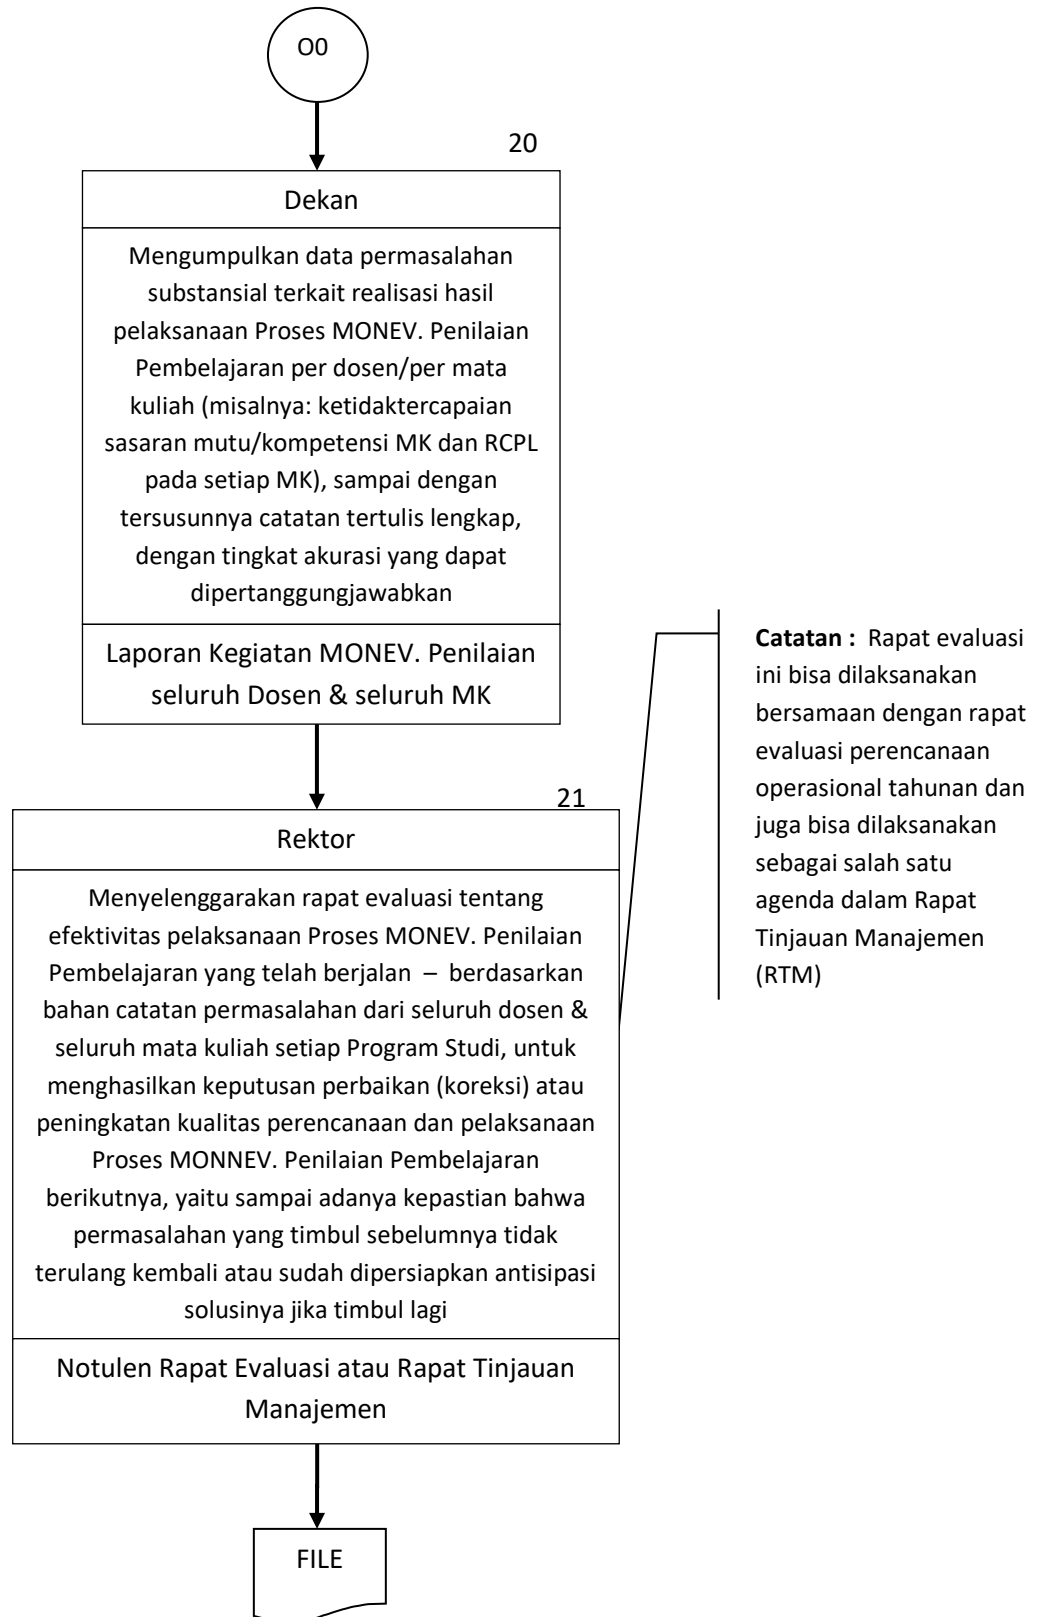 O0
20
Dekan
Mengumpulkan data permasalahan
substansial terkait realisasi hasil
pelaksanaan Proses MONEV. Penilaian
Pembelajaran per dosen/per mata
kuliah (misalnya: ketidaktercapaian
sasaran mutu/kompetensi MK dan RCPL
pada setiap MK), sampai dengan
tersusunnya catatan tertulis lengkap,
dengan tingkat akurasi yang dapat
dipertanggungjawabkan
Laporan Kegiatan MONEV. Penilaian
seluruh Dosen & seluruh MK
Catatan : Rapat evaluasi
ini bisa dilaksanakan
bersamaan dengan rapat
evaluasi perencanaan
operasional tahunan dan
juga bisa dilaksanakan
sebagai salah satu
agenda dalam Rapat
Tinjauan Manajemen
(RTM)
21
Rektor
Menyelenggarakan rapat evaluasi tentang
efektivitas pelaksanaan Proses MONEV. Penilaian
Pembelajaran yang telah berjalan – berdasarkan
bahan catatan permasalahan dari seluruh dosen &
seluruh mata kuliah setiap Program Studi, untuk
menghasilkan keputusan perbaikan (koreksi) atau
peningkatan kualitas perencanaan dan pelaksanaan
Proses MONNEV. Penilaian Pembelajaran
berikutnya, yaitu sampai adanya kepastian bahwa
permasalahan yang timbul sebelumnya tidak
terulang kembali atau sudah dipersiapkan antisipasi
solusinya jika timbul lagi
Notulen Rapat Evaluasi atau Rapat Tinjauan
Manajemen
FILE